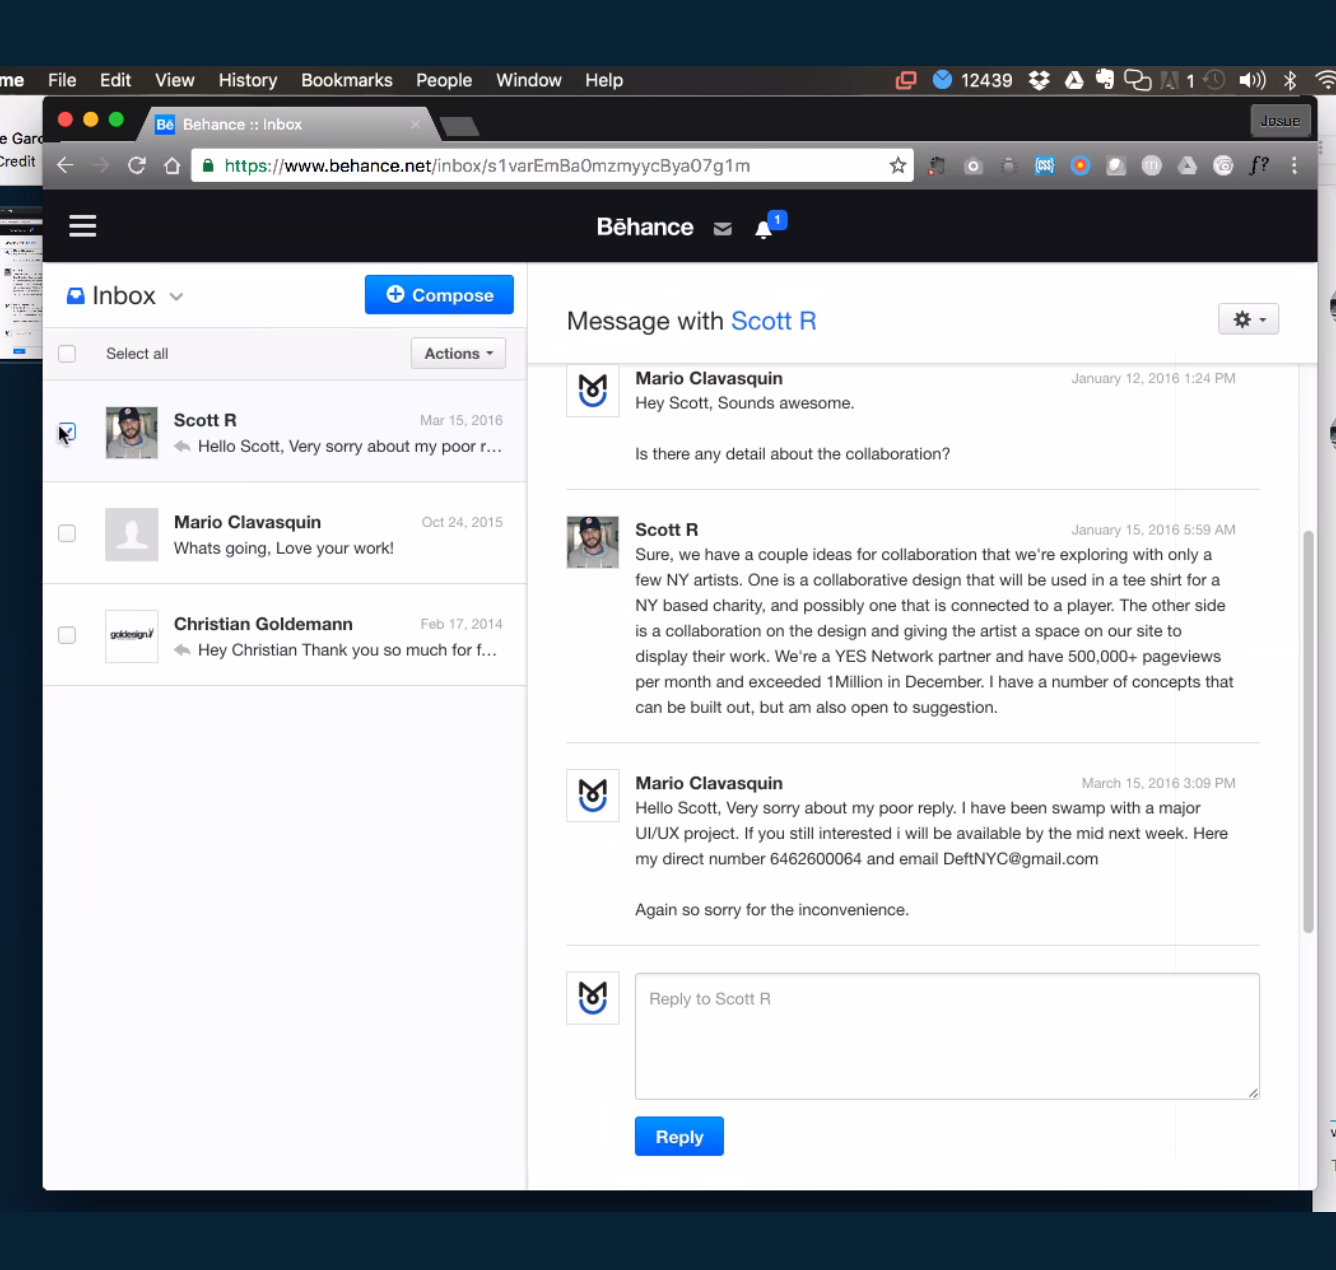 me File Edit View History Bookmarks People Window Help 12439 1
e Garc
Credit
Bē Behance :: Inbox
Josue
https://www.behance.net/inbox/s1varEmBa0mzmyycBya07g1m
f?
Bēhance 1
Inbox
Compose
Select all
Actions
Scott R Mar 15, 2016
Hello Scott, Very sorry about my poor r...
Mario Clavasquin Oct 24, 2015
Whats going, Love your work!
goldesign
Christian Goldemann Feb 17, 2014
Hey Christian Thank you so much for f...
Message with Scott R
Mario Clavasquin January 12, 2016 1:24 PM
Hey Scott, Sounds awesome.
Is there any detail about the collaboration?
Scott R January 15, 2016 5:59 AM
Sure, we have a couple ideas for collaboration that we're exploring with only a
few NY artists. One is a collaborative design that will be used in a tee shirt for a
NY based charity, and possibly one that is connected to a player. The other side
is a collaboration on the design and giving the artist a space on our site to
display their work. We're a YES Network partner and have 500,000+ pageviews
per month and exceeded 1Million in December. I have a number of concepts that
can be built out, but am also open to suggestion.
Mario Clavasquin March 15, 2016 3:09 PM
Hello Scott, Very sorry about my poor reply. I have been swamp with a major
UI/UX project. If you still interested i will be available by the mid next week. Here
my direct number 6462600064 and email DeftNYC@gmail.com
Again so sorry for the inconvenience.
Reply to Scott R
Reply